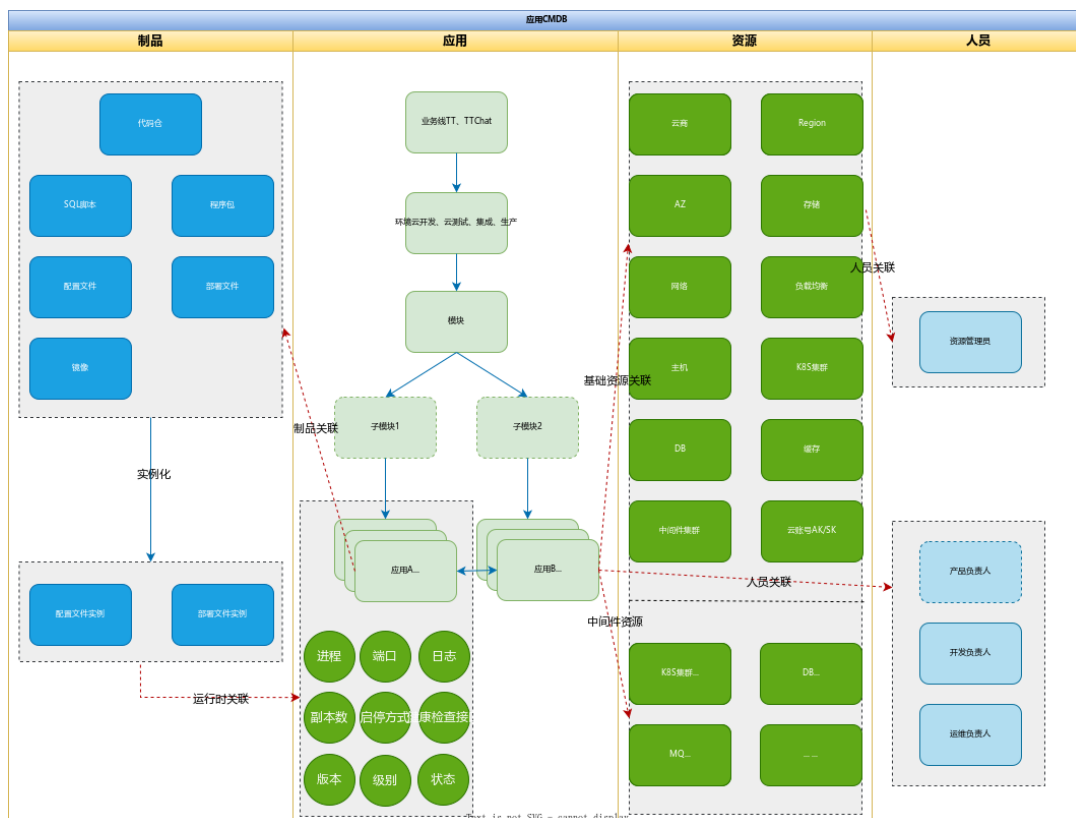 应用CMDB
制品
应用
资源
人员
代码仓
SQL脚本
程序包
配置文件
部署文件
镜像
实例化
配置文件实例
部署文件实例
运行时关联
业务线TT、TTChat
环境云开发、云测试、集成、生产
模块
子模块1
子模块2
制品关联
应用A...
应用B...
进程
端口
日志
副本数
启停方式
康检查接
版本
级别
状态
云商
Region
AZ
存储
网络
负载均衡
主机
K8S集群
DB
缓存
中间件集群
云账号AK/SK
基础资源关联
中间件资源
K8S集群...
DB...
MQ...
... ...
人员关联
资源管理员
人员关联
产品负责人
开发负责人
运维负责人
Text is not SVG - cannot display